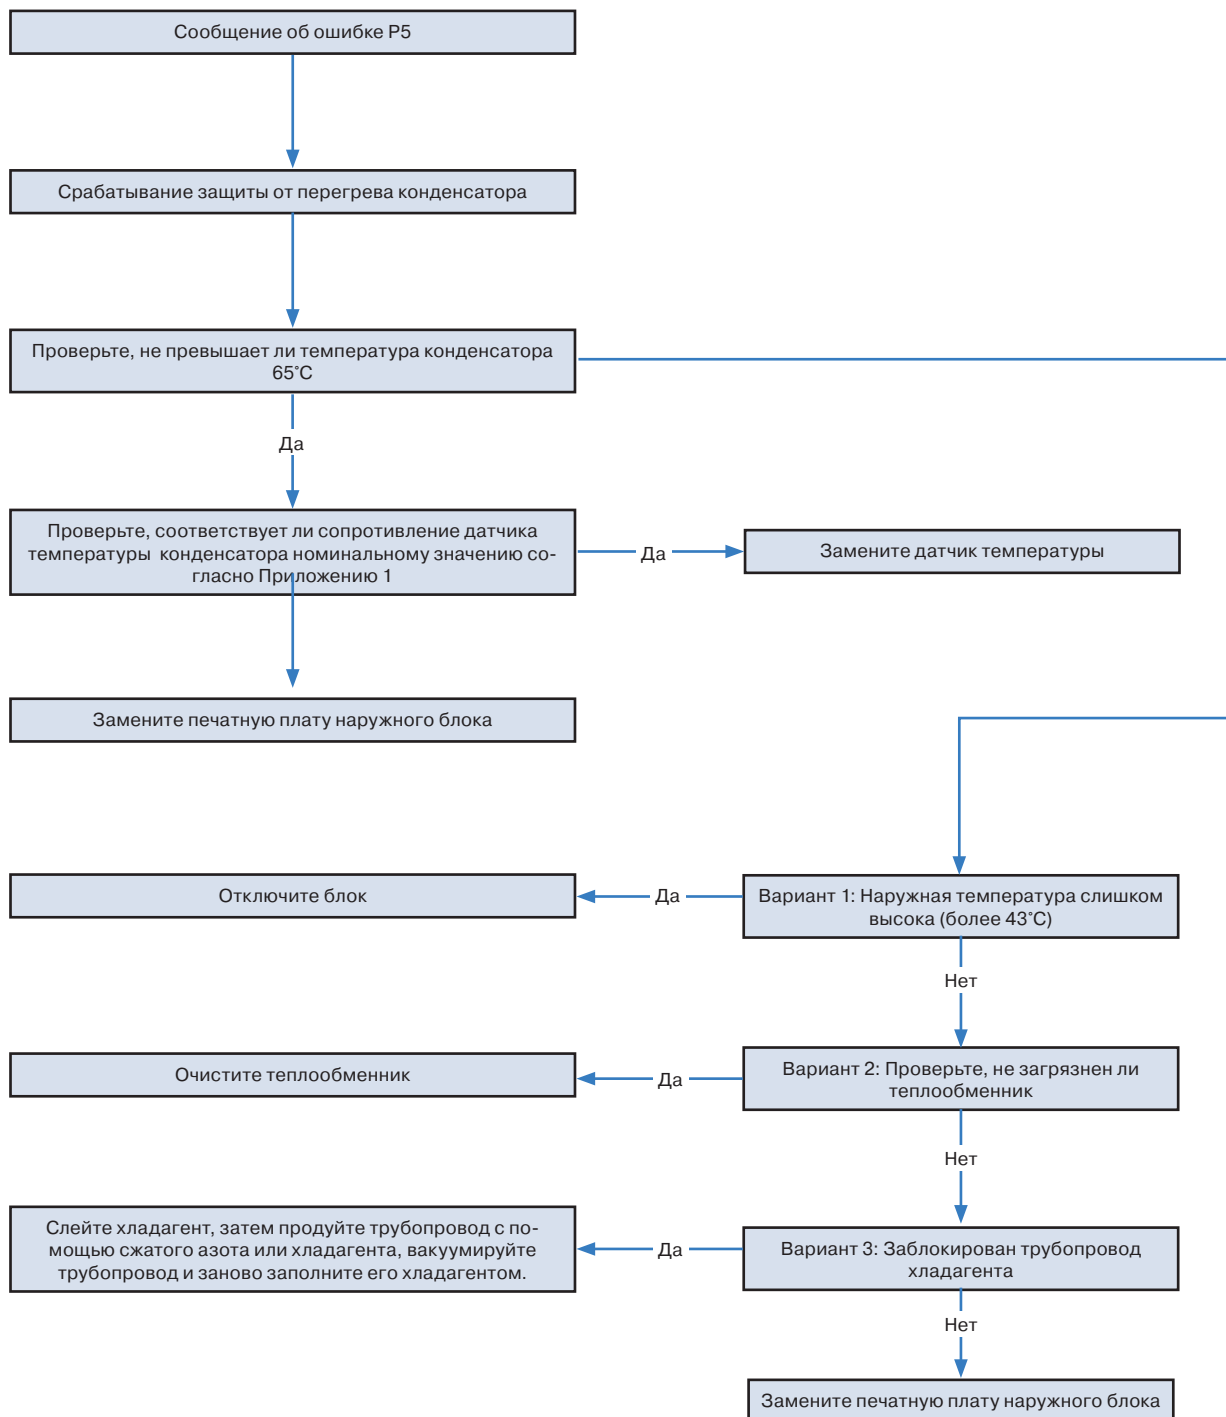 Сообщение об ошибке P5
Срабатывание защиты от перегрева конденсатора
Проверьте, не превышает ли температура конденсатора
65°C
Да
Проверьте, соответствует ли сопротивление датчика
температуры конденсатора номинальному значению со-
гласно Приложению 1
Да
Замените датчик температуры
Замените печатную плату наружного блока
Отключите блок
Да
Вариант 1: Наружная температура слишком
высока (более 43°C)
Нет
Очистите теплообменник
Да
Вариант 2: Проверьте, не загрязнен ли
теплообменник
Нет
Слейте хладагент, затем продуйте трубопровод с по-
мощью сжатого азота или хладагента, вакуумируйте
трубопровод и заново заполните его хладагентом.
Да
Вариант 3: Заблокирован трубопровод
хладагента
Нет
Замените печатную плату наружного блока